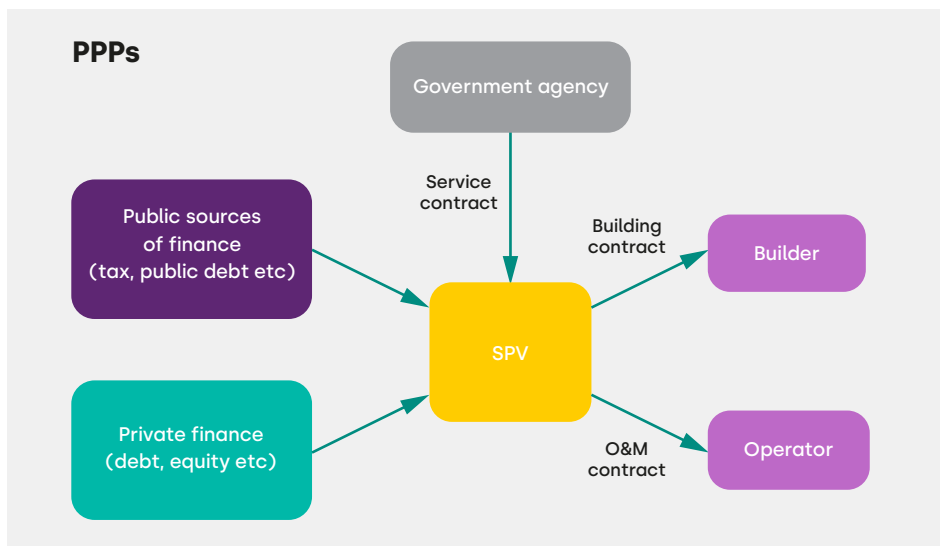 PPPs
Government agency
Service
contract
Public sources
of finance
(tax, public debt etc)
Building
contract
Builder
SPV
Private finance
(debt, equity etc)
O&M
contract
Operator